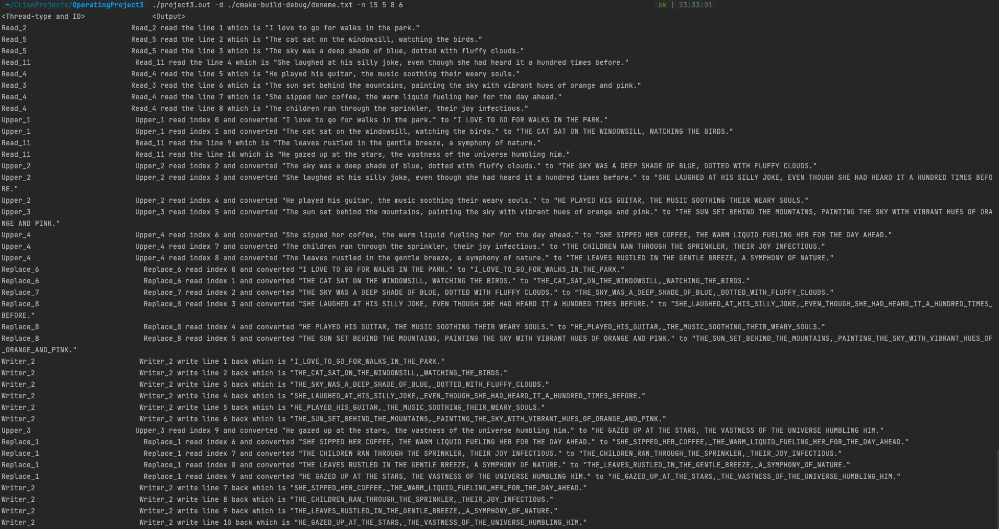 ~/CLionProjects/OperatingProject3 ./project3.out -d ./cmake-build-debug/deneme.txt -n 15 5 8 6 ok | 23:33:01
<Thread-type and ID> <Output>
Read_2 Read_2 read the line 1 which is "I love to go for walks in the park."
Read_5 Read_5 read the line 2 which is "The cat sat on the windowsill, watching the birds."
Read_5 Read_5 read the line 3 which is "The sky was a deep shade of blue, dotted with fluffy clouds."
Read_11 Read_11 read the line 4 which is "She laughed at his silly joke, even though she had heard it a hundred times before."
Read_4 Read_4 read the line 5 which is "He played his guitar, the music soothing their weary souls."
Read_3 Read_3 read the line 6 which is "The sun set behind the mountains, painting the sky with vibrant hues of orange and pink."
Read_4 Read_4 read the line 7 which is "She sipped her coffee, the warm liquid fueling her for the day ahead."
Read_4 Read_4 read the line 8 which is "The children ran through the sprinkler, their joy infectious."
Upper_1 Upper_1 read index 0 and converted "I love to go for walks in the park." to "I LOVE TO GO FOR WALKS IN THE PARK."
Upper_1 Upper_1 read index 1 and converted "The cat sat on the windowsill, watching the birds." to "THE CAT SAT ON THE WINDOWSILL, WATCHING THE BIRDS."
Read_11 Read_11 read the line 9 which is "The leaves rustled in the gentle breeze, a symphony of nature."
Read_11 Read_11 read the line 10 which is "He gazed up at the stars, the vastness of the universe humbling him."
Upper_2 Upper_2 read index 2 and converted "The sky was a deep shade of blue, dotted with fluffy clouds." to "THE SKY WAS A DEEP SHADE OF BLUE, DOTTED WITH FLUFFY CLOUDS."
Upper_2 Upper_2 read index 3 and converted "She laughed at his silly joke, even though she had heard it a hundred times before." to "SHE LAUGHED AT HIS SILLY JOKE, EVEN THOUGH SHE HAD HEARD IT A HUNDRED TIMES BEFO
RE."
Upper_2 Upper_2 read index 4 and converted "He played his guitar, the music soothing their weary souls." to "HE PLAYED HIS GUITAR, THE MUSIC SOOTHING THEIR WEARY SOULS."
Upper_3 Upper_3 read index 5 and converted "The sun set behind the mountains, painting the sky with vibrant hues of orange and pink." to "THE SUN SET BEHIND THE MOUNTAINS, PAINTING THE SKY WITH VIBRANT HUES OF ORA
NGE AND PINK."
Upper_4 Upper_4 read index 6 and converted "She sipped her coffee, the warm liquid fueling her for the day ahead." to "SHE SIPPED HER COFFEE, THE WARM LIQUID FUELING HER FOR THE DAY AHEAD."
Upper_4 Upper_4 read index 7 and converted "The children ran through the sprinkler, their joy infectious." to "THE CHILDREN RAN THROUGH THE SPRINKLER, THEIR JOY INFECTIOUS."
Upper_4 Upper_4 read index 8 and converted "The leaves rustled in the gentle breeze, a symphony of nature." to "THE LEAVES RUSTLED IN THE GENTLE BREEZE, A SYMPHONY OF NATURE."
Replace_6 Replace_6 read index 0 and converted "I LOVE TO GO FOR WALKS IN THE PARK." to "I_LOVE_TO_GO_FOR_WALKS_IN_THE_PARK."
Replace_6 Replace_6 read index 1 and converted "THE CAT SAT ON THE WINDOWSILL, WATCHING THE BIRDS." to "THE_CAT_SAT_ON_THE_WINDOWSILL,_WATCHING_THE_BIRDS."
Replace_7 Replace_7 read index 2 and converted "THE SKY WAS A DEEP SHADE OF BLUE, DOTTED WITH FLUFFY CLOUDS." to "THE_SKY_WAS_A_DEEP_SHADE_OF_BLUE,_DOTTED_WITH_FLUFFY_CLOUDS."
Replace_8 Replace_8 read index 3 and converted "SHE LAUGHED AT HIS SILLY JOKE, EVEN THOUGH SHE HAD HEARD IT A HUNDRED TIMES BEFORE." to "SHE_LAUGHED_AT_HIS_SILLY_JOKE,_EVEN_THOUGH_SHE_HAD_HEARD_IT_A_HUNDRED_TIMES_
BEFORE."
Replace_8 Replace_8 read index 4 and converted "HE PLAYED HIS GUITAR, THE MUSIC SOOTHING THEIR WEARY SOULS." to "HE_PLAYED_HIS_GUITAR,_THE_MUSIC_SOOTHING_THEIR_WEARY_SOULS."
Replace_8 Replace_8 read index 5 and converted "THE SUN SET BEHIND THE MOUNTAINS, PAINTING THE SKY WITH VIBRANT HUES OF ORANGE AND PINK." to "THE_SUN_SET_BEHIND_THE_MOUNTAINS,_PAINTING_THE_SKY_WITH_VIBRANT_HUES_OF
_ORANGE_AND_PINK."
Writer_2 Writer_2 write line 1 back which is "I_LOVE_TO_GO_FOR_WALKS_IN_THE_PARK."
Writer_2 Writer_2 write line 2 back which is "THE_CAT_SAT_ON_THE_WINDOWSILL,_WATCHING_THE_BIRDS."
Writer_2 Writer_2 write line 3 back which is "THE_SKY_WAS_A_DEEP_SHADE_OF_BLUE,_DOTTED_WITH_FLUFFY_CLOUDS."
Writer_2 Writer_2 write line 4 back which is "SHE_LAUGHED_AT_HIS_SILLY_JOKE,_EVEN_THOUGH_SHE_HAD_HEARD_IT_A_HUNDRED_TIMES_BEFORE."
Writer_2 Writer_2 write line 5 back which is "HE_PLAYED_HIS_GUITAR,_THE_MUSIC_SOOTHING_THEIR_WEARY_SOULS."
Writer_2 Writer_2 write line 6 back which is "THE_SUN_SET_BEHIND_THE_MOUNTAINS,_PAINTING_THE_SKY_WITH_VIBRANT_HUES_OF_ORANGE_AND_PINK."
Upper_3 Upper_3 read index 9 and converted "He gazed up at the stars, the vastness of the universe humbling him." to "HE GAZED UP AT THE STARS, THE VASTNESS OF THE UNIVERSE HUMBLING HIM."
Replace_1 Replace_1 read index 6 and converted "SHE SIPPED HER COFFEE, THE WARM LIQUID FUELING HER FOR THE DAY AHEAD." to "SHE_SIPPED_HER_COFFEE,_THE_WARM_LIQUID_FUELING_HER_FOR_THE_DAY_AHEAD."
Replace_1 Replace_1 read index 7 and converted "THE CHILDREN RAN THROUGH THE SPRINKLER, THEIR JOY INFECTIOUS." to "THE_CHILDREN_RAN_THROUGH_THE_SPRINKLER,_THEIR_JOY_INFECTIOUS."
Replace_1 Replace_1 read index 8 and converted "THE LEAVES RUSTLED IN THE GENTLE BREEZE, A SYMPHONY OF NATURE." to "THE_LEAVES_RUSTLED_IN_THE_GENTLE_BREEZE,_A_SYMPHONY_OF_NATURE."
Replace_1 Replace_1 read index 9 and converted "HE GAZED UP AT THE STARS, THE VASTNESS OF THE UNIVERSE HUMBLING HIM." to "HE_GAZED_UP_AT_THE_STARS,_THE_VASTNESS_OF_THE_UNIVERSE_HUMBLING_HIM."
Writer_2 Writer_2 write line 7 back which is "SHE_SIPPED_HER_COFFEE,_THE_WARM_LIQUID_FUELING_HER_FOR_THE_DAY_AHEAD."
Writer_2 Writer_2 write line 8 back which is "THE_CHILDREN_RAN_THROUGH_THE_SPRINKLER,_THEIR_JOY_INFECTIOUS."
Writer_2 Writer_2 write line 9 back which is "THE_LEAVES_RUSTLED_IN_THE_GENTLE_BREEZE,_A_SYMPHONY_OF_NATURE."
Writer_2 Writer_2 write line 10 back which is "HE_GAZED_UP_AT_THE_STARS,_THE_VASTNESS_OF_THE_UNIVERSE_HUMBLING_HIM."